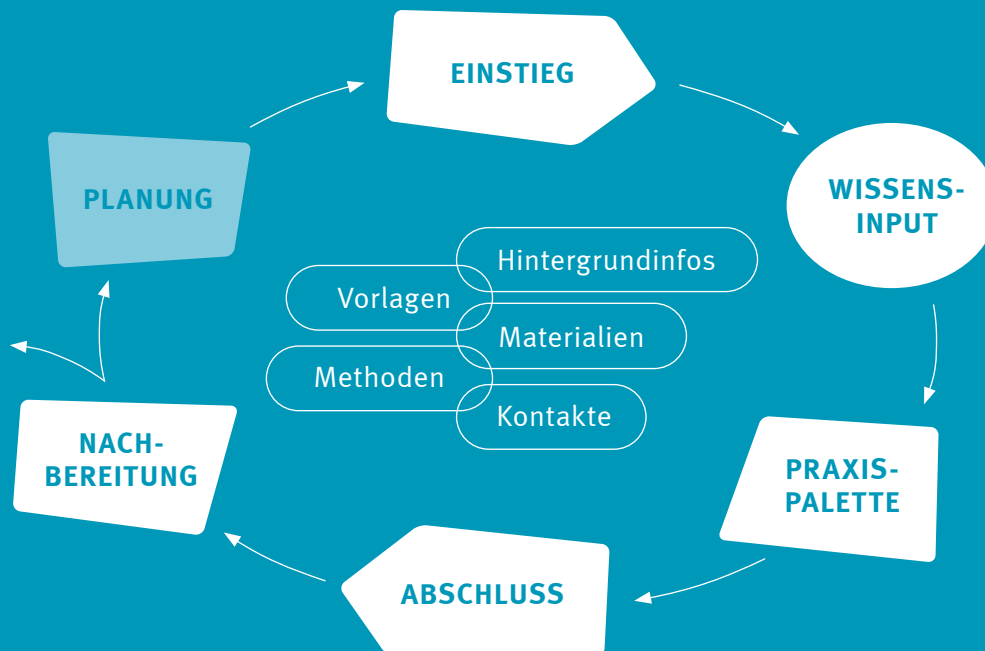 EINSTIEG
PLANUNG
WISSENS-
INPUT
Hintergrundinfos
Vorlagen
Materialien
Methoden
Kontakte
NACH-
BEREITUNG
PRAXIS-
PALETTE
ABSCHLUSS